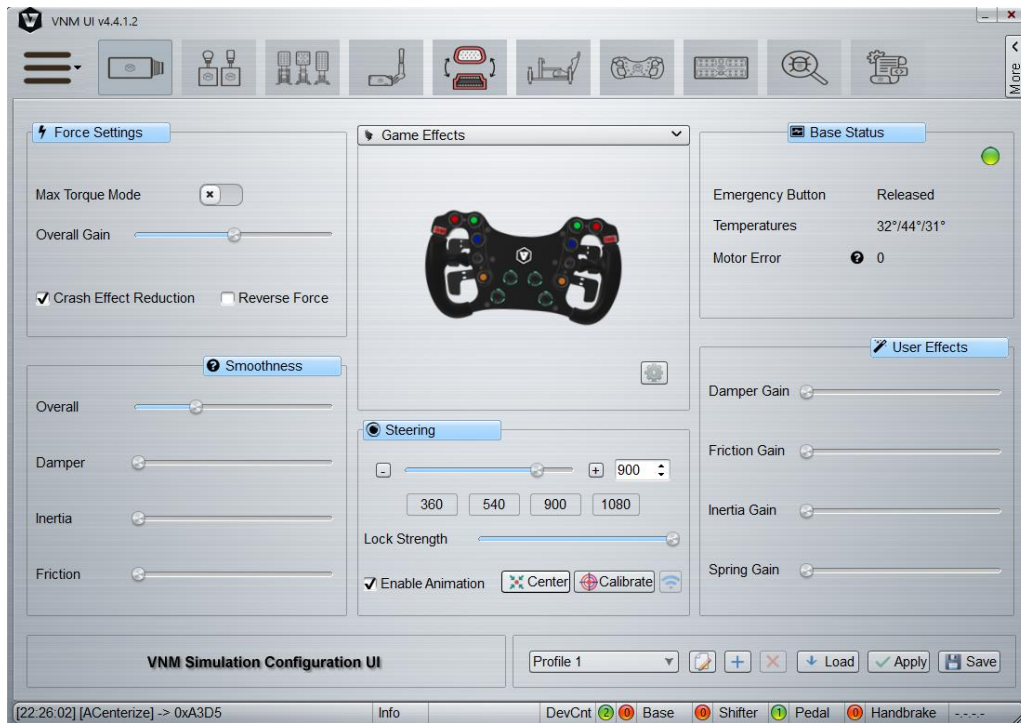 VNM UI v4.4.1.2
More
Force Settings
Max Torque Mode
Overall Gain
Crash Effect Reduction
Reverse Force
Smoothness
Overall
Damper
Inertia
Friction
Game Effects
Steering
- + 900
360 540 900 1080
Lock Strength
Enable Animation Center Calibrate
Base Status
Emergency Button Released
Temperatures 32°/44°/31°
Motor Error ? 0
User Effects
Damper Gain
Friction Gain
Inertia Gain
Spring Gain
VNM Simulation Configuration UI
Profile 1 Load Apply Save
[22:26:02] [ACenterize] -> 0xA3D5 Info DevCnt 2 0 Base 0 Shifter 1 Pedal 0 Handbrake -.-.-.-